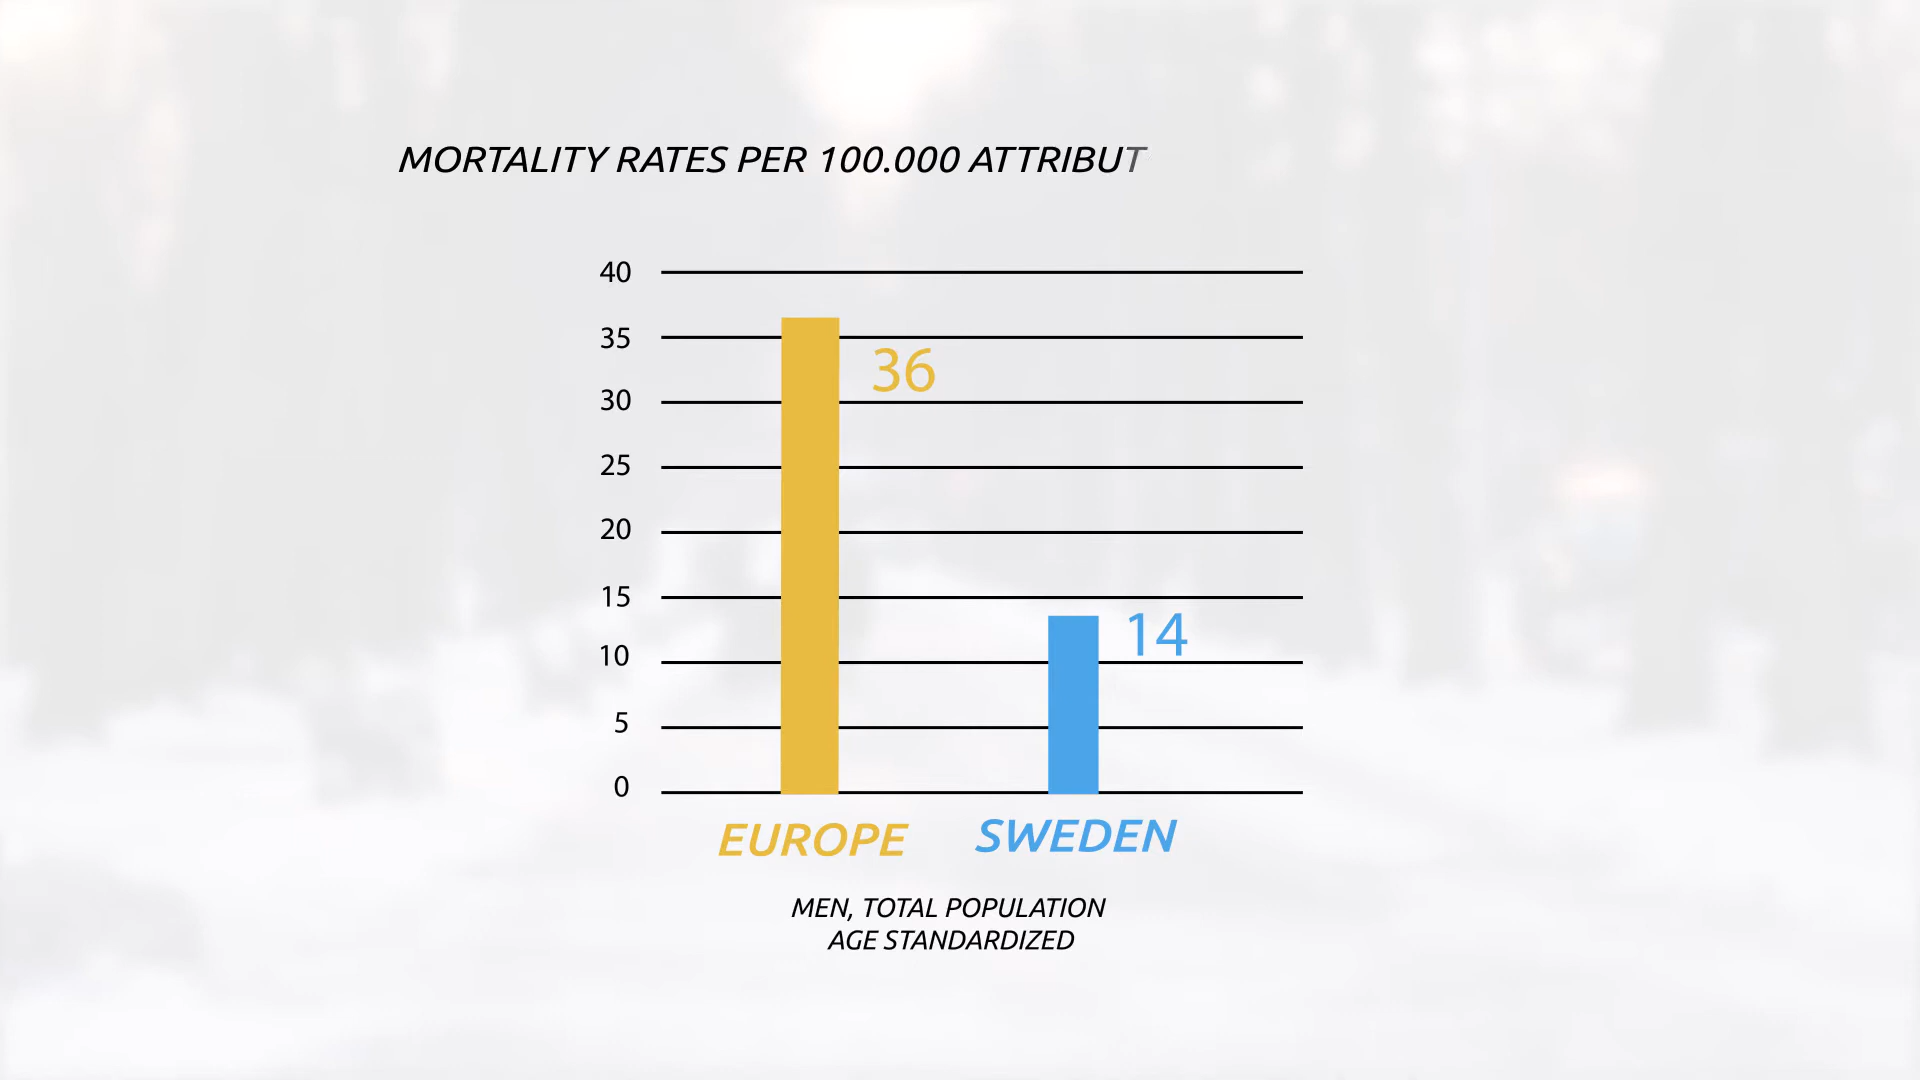 MORTALITY RATES PER 100.000 ATTRIBUT
40
35
36
30
25
20
15
14
10
5
0
EUROPE SWEDEN
MEN, TOTAL POPULATION
AGE STANDARDIZED